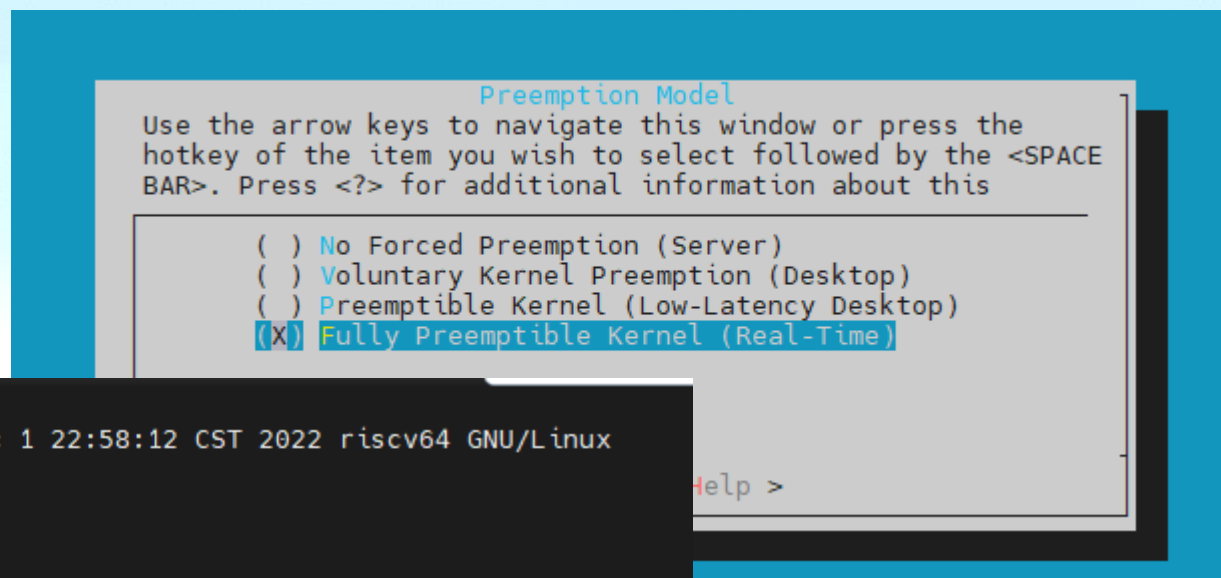 Preemption Model
Use the arrow keys to navigate this window or press the
hotkey of the item you wish to select followed by the <SPACE
BAR>. Press <?> for additional information about this
( ) No Forced Preemption (Server)
( ) Voluntary Kernel Preemption (Desktop)
( ) Preemptible Kernel (Low-Latency Desktop)
(X) Fully Preemptible Kernel (Real-Time)
1 22:58:12 CST 2022 riscv64 GNU/Linux
Help >